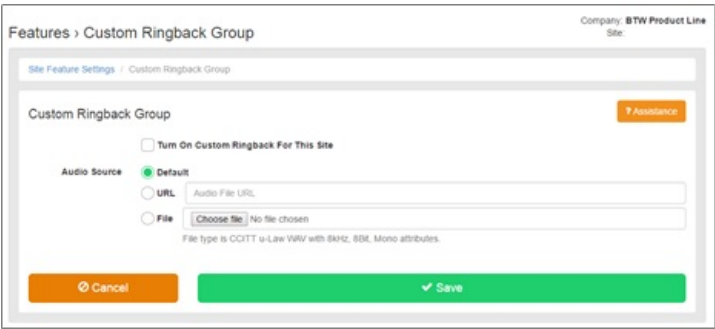 Company: BTW Product Line
Features › Custom Ringback Group
Site:
Site Feature Settings / Custom Ringback Group
Custom Ringback Group
? Assistance
Turn On Custom Ringback For This Site
Audio Source
Default
URL
Audio File URL
File
Choose file No file chosen
File type is CCITT u-Law WAV with 8kHz, 8Bit, Mono attributes.
Cancel
Save